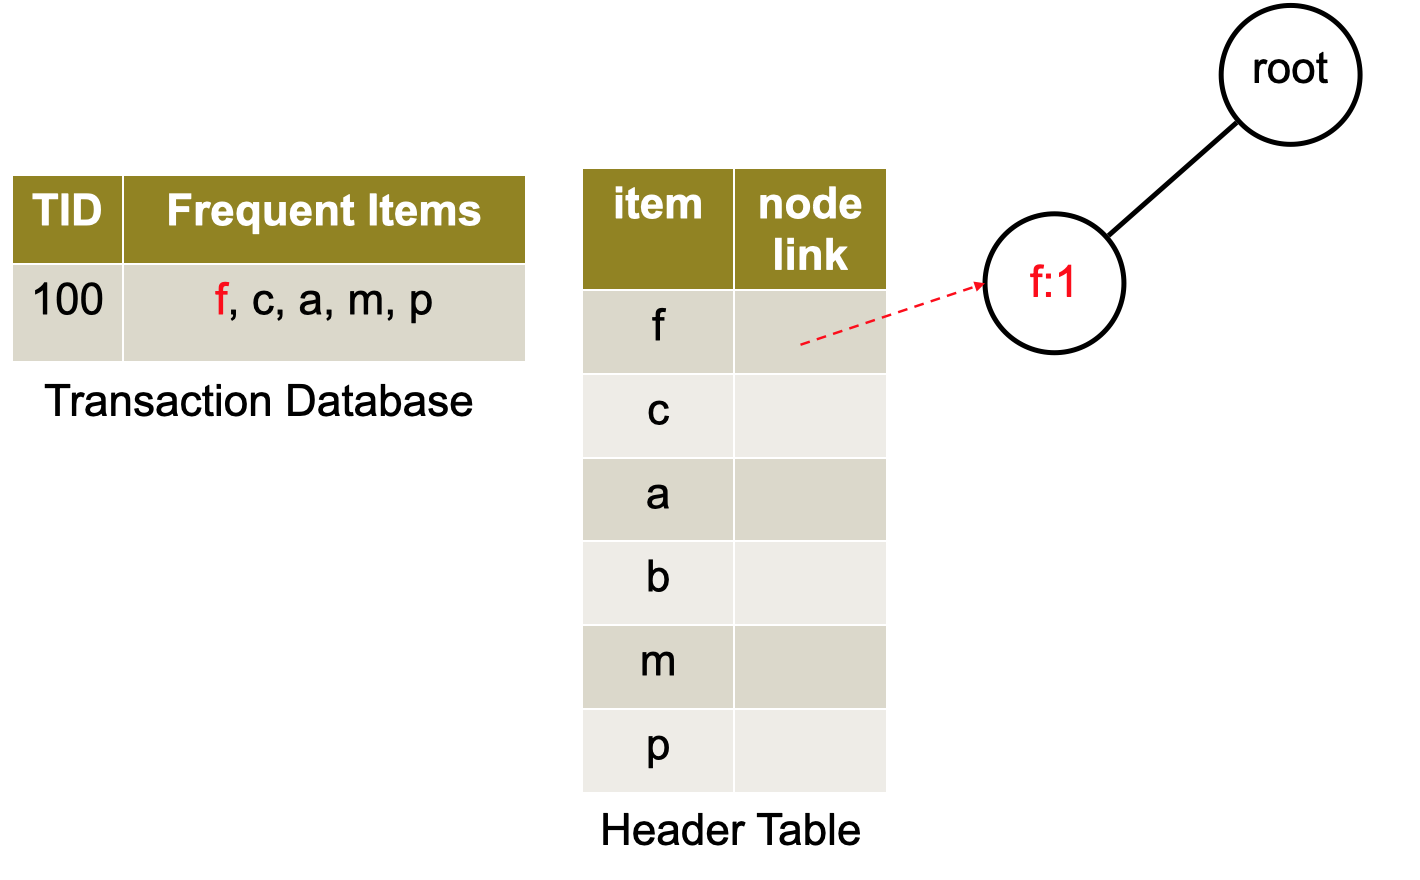 root
TID Frequent Items
100 f, c, a, m, p
Transaction Database
item node link
f
c
a
b
m
p
Header Table
f:1